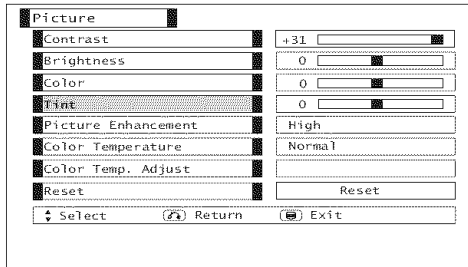 Picture
Contrast +31
Brightness 0
Color 0
Tint 0
Picture Enhancement High
Color Temperature Normal
Color Temp. Adjust
Reset Reset
Select Return Exit